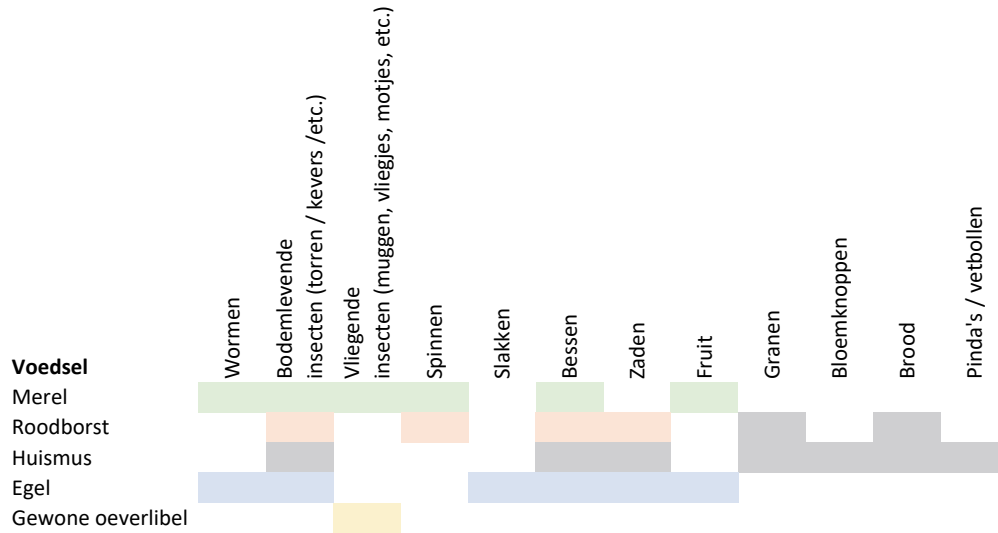 Wormen
Bodemlevende
insecten (torren / kevers /etc.)
Vliegende
insecten (muggen, vliegjes, motjes, etc.)
Spinnen
Slakken
Bessen
Zaden
Fruit
Granen
Bloemknoppen
Brood
Pinda's / vetbollen
Voedsel
Merel
Roodborst
Huismus
Egel
Gewone oeverlibel